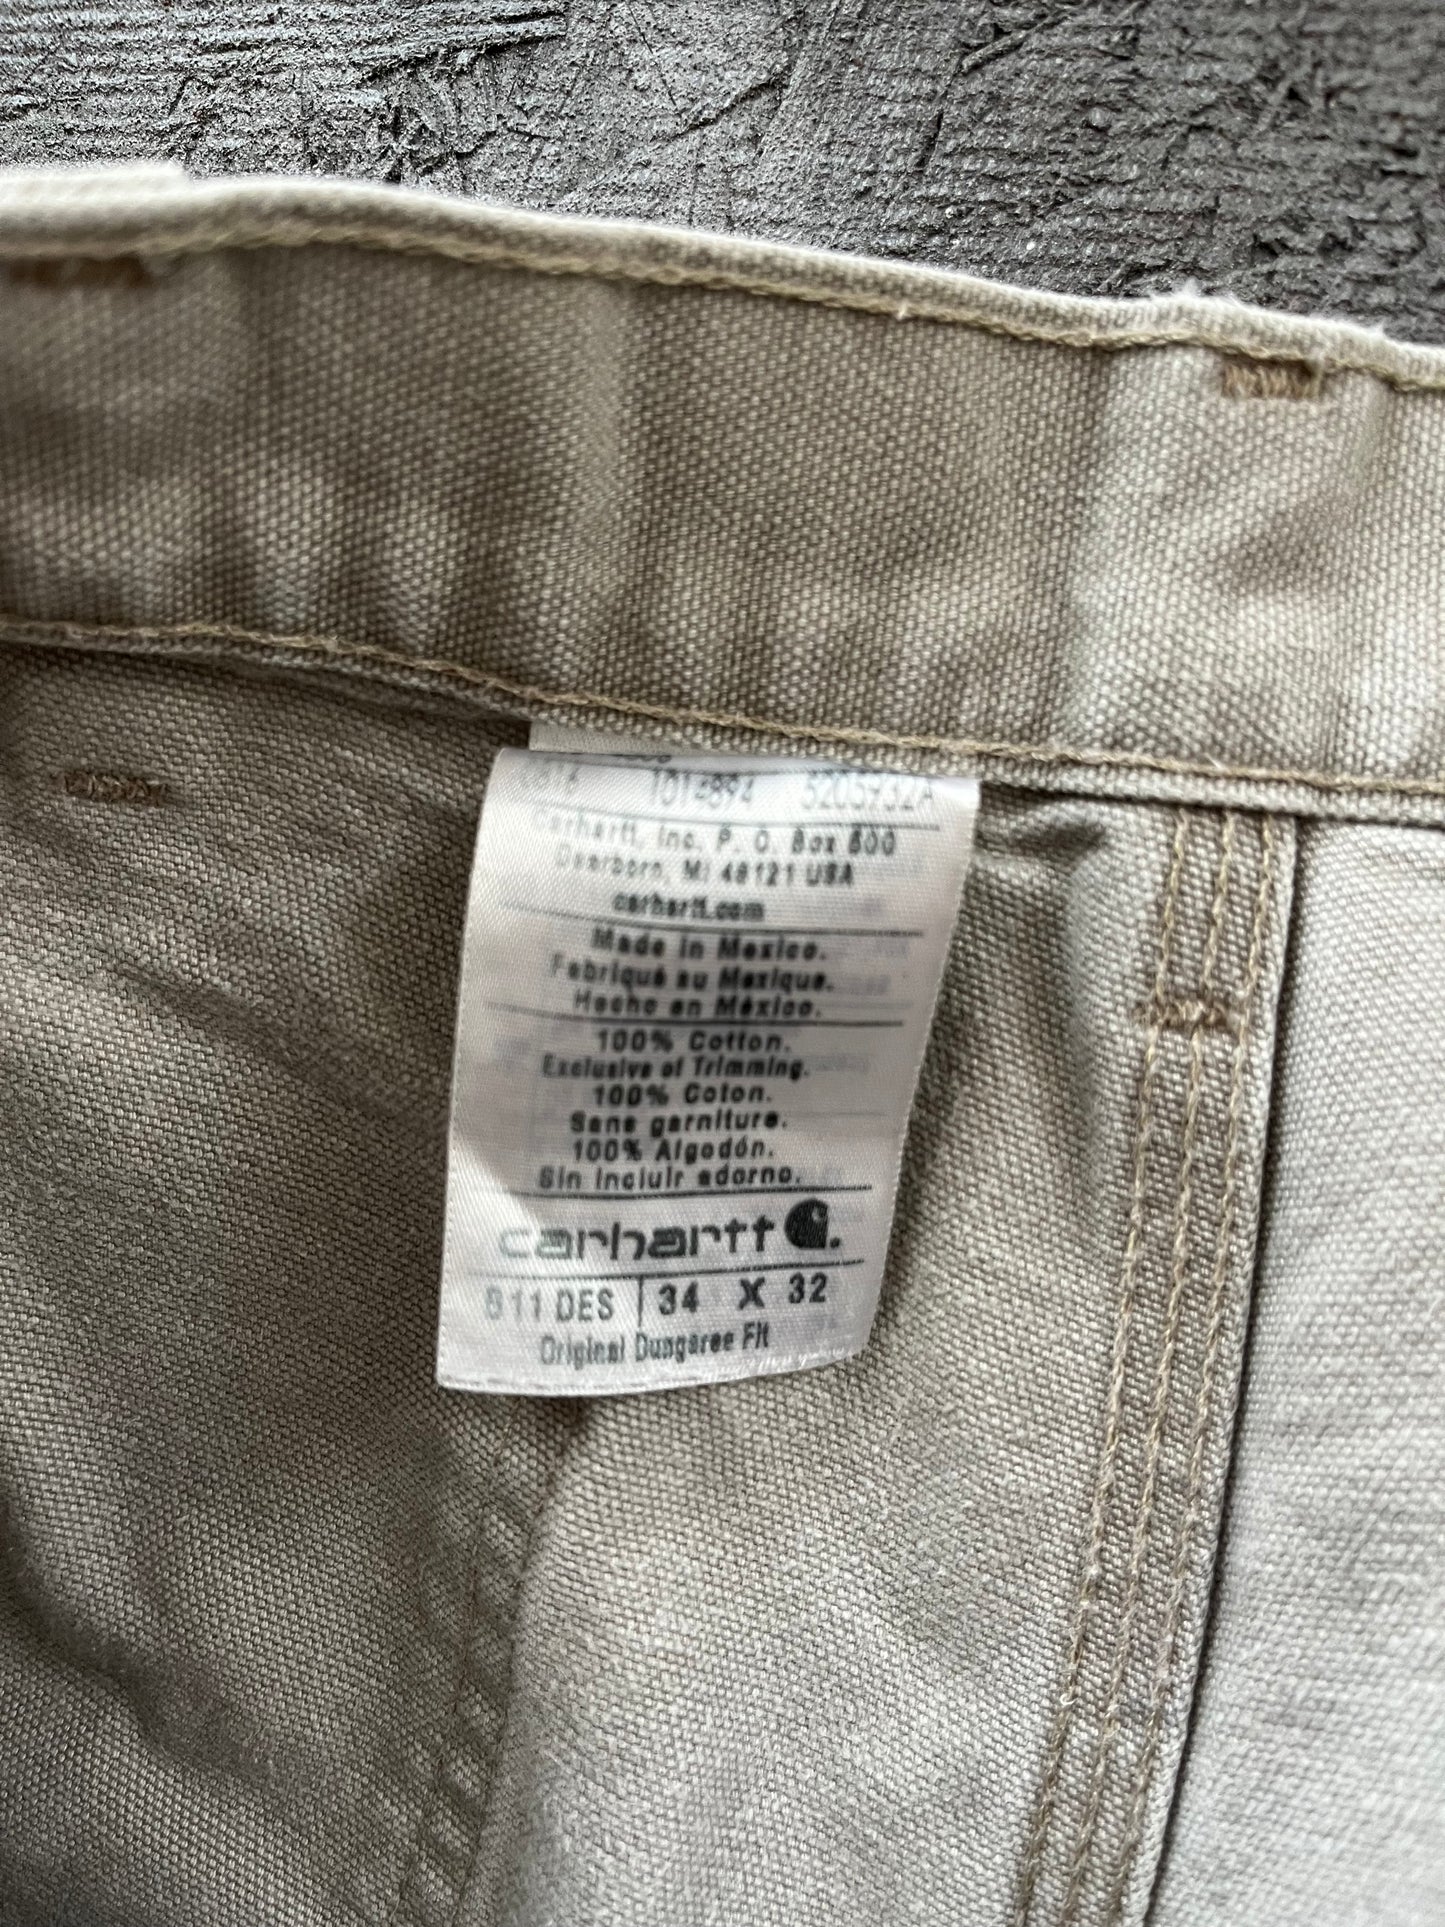 1014894 5205932A
Carhartt, Inc. P. O. Box 600
Dearborn, MI 48121 USA
carhartt.com
Made in Mexico.
Fabriqué au Mexique.
Hecho en México.
100% Cotton.
Exclusive of Trimming.
100% Coton.
Sans garniture.
100% Algodón.
Sin incluir adorno.
carhartt
B11 DES 34 X 32
Original Dungaree Fit